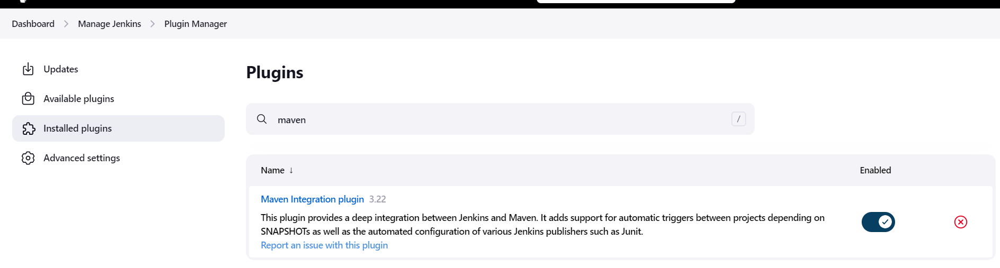 Dashboard > Manage Jenkins > Plugin Manager
Updates
Available plugins
Installed plugins
Advanced settings
Plugins
maven /
Name ↓ Enabled
Maven Integration plugin 3.22
This plugin provides a deep integration between Jenkins and Maven. It adds support for automatic triggers between projects depending on
SNAPSHOTs as well as the automated configuration of various Jenkins publishers such as Junit.
Report an issue with this plugin